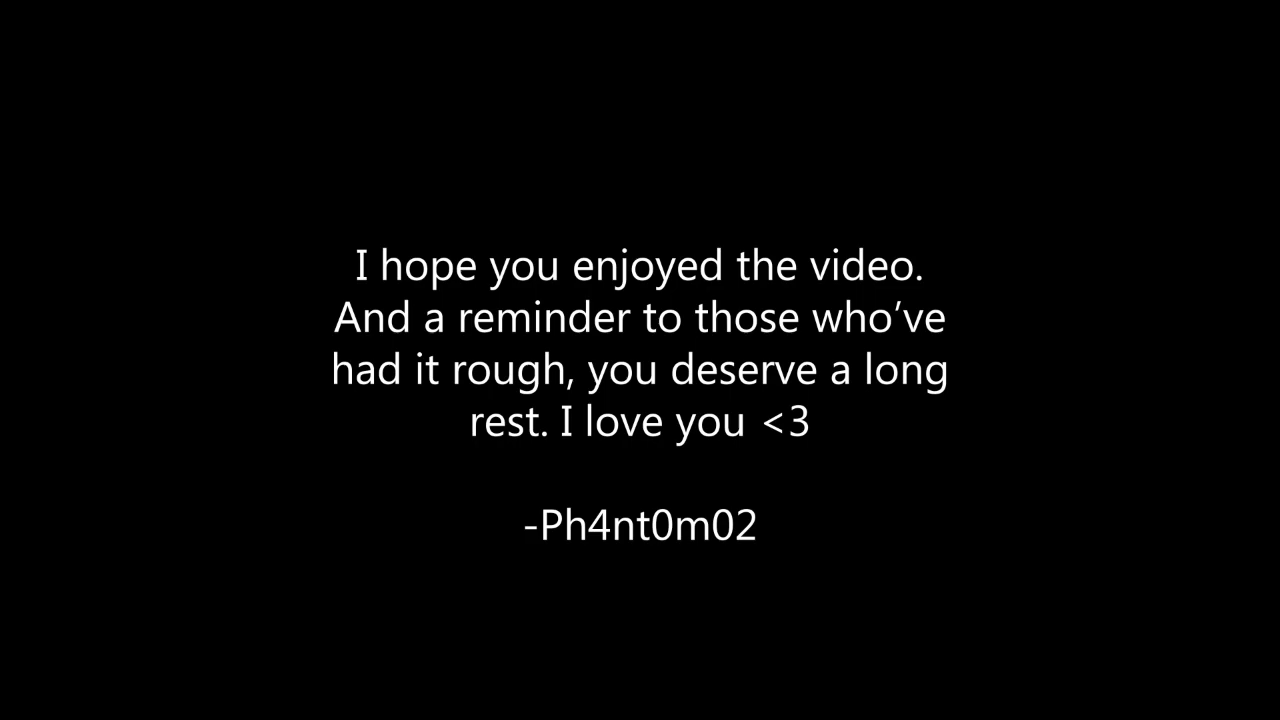 I hope you enjoyed the video.
And a reminder to those who’ve
had it rough, you deserve a long
rest. I love you <3
-Ph4nt0m02